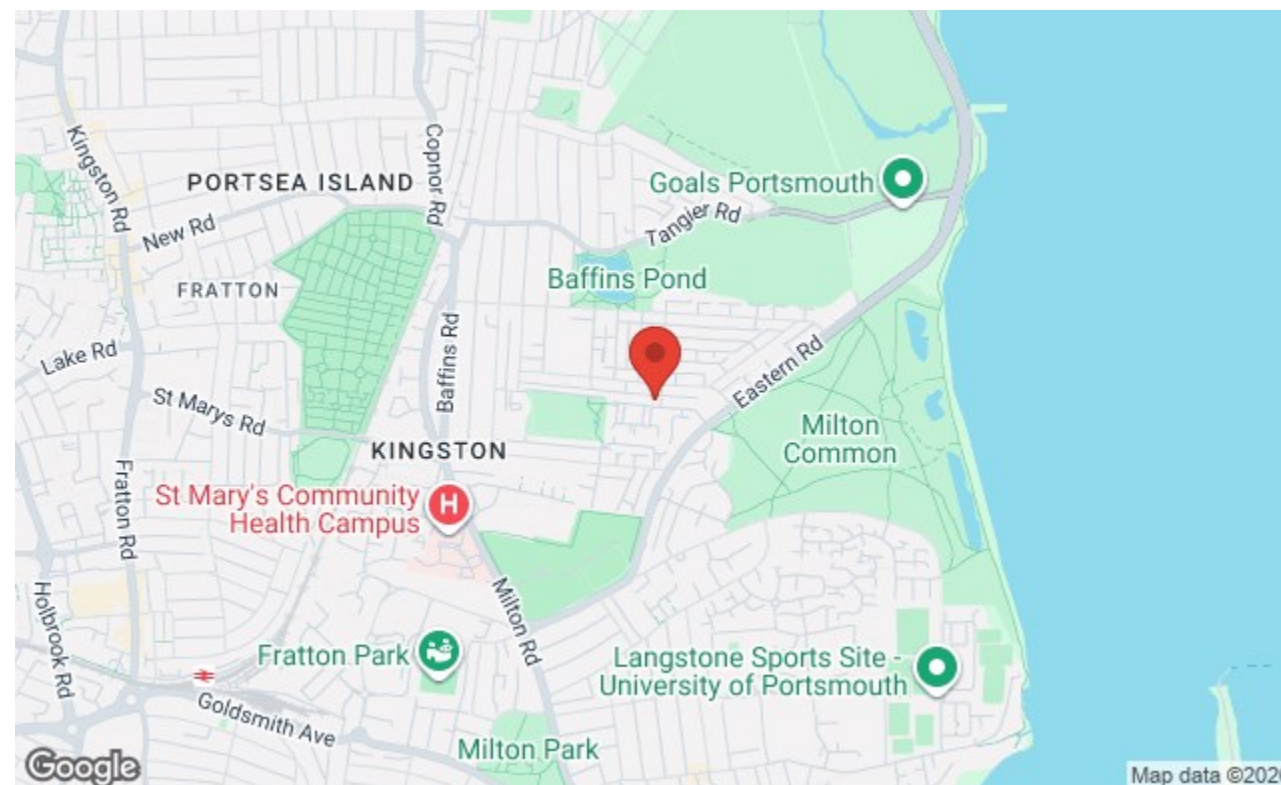 Kingston Rd
Copnor Rd
PORTSEA ISLAND
Goals Portsmouth
New Rd
Tangier Rd
Baffins Pond
FRATTON
Lake Rd
Baffins Rd
Eastern Rd
St Marys Rd
Milton
Common
KINGSTON
Fratton Rd
St Mary's Community
Health Campus
H
Holbrook Rd
Milton Rd
Fratton Park
Langstone Sports Site -
University of Portsmouth
Goldsmith Ave
Milton Park
Google
Map data ©2026